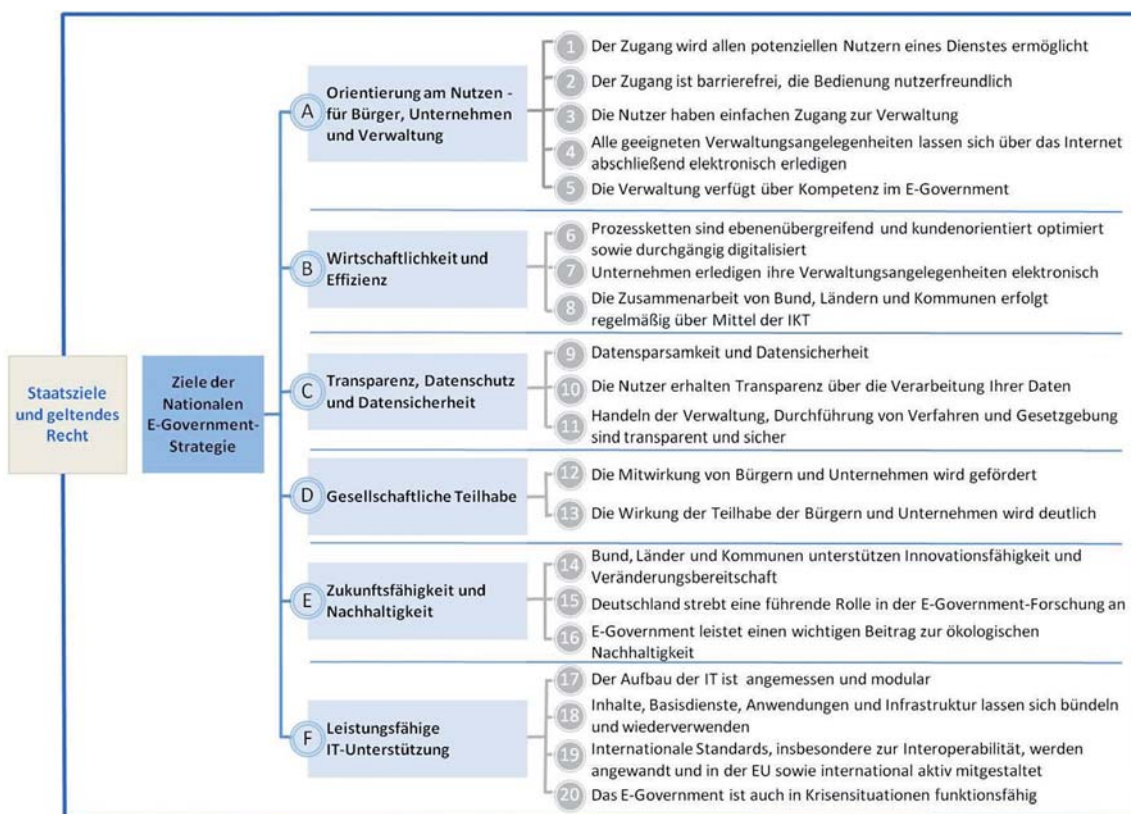 Staatsziele
und geltendes
Recht
Ziele der
Nationalen
E-Government-
Strategie
A
Orientierung am Nutzen -
für Bürger, Unternehmen
und Verwaltung
1 Der Zugang wird allen potenziellen Nutzern eines Dienstes ermöglicht
2 Der Zugang ist barrierefrei, die Bedienung nutzerfreundlich
3 Die Nutzer haben einfachen Zugang zur Verwaltung
4 Alle geeigneten Verwaltungsangelegenheiten lassen sich über das Internet
abschließend elektronisch erledigen
5 Die Verwaltung verfügt über Kompetenz im E-Government
B
Wirtschaftlichkeit und
Effizienz
6 Prozessketten sind ebenenübergreifend und kundenorientiert optimiert
sowie durchgängig digitalisiert
7 Unternehmen erledigen ihre Verwaltungsangelegenheiten elektronisch
8 Die Zusammenarbeit von Bund, Ländern und Kommunen erfolgt
regelmäßig über Mittel der IKT
C
Transparenz, Datenschutz
und Datensicherheit
9 Datensparsamkeit und Datensicherheit
10 Die Nutzer erhalten Transparenz über die Verarbeitung Ihrer Daten
11 Handeln der Verwaltung, Durchführung von Verfahren und Gesetzgebung
sind transparent und sicher
D
Gesellschaftliche Teilhabe
12 Die Mitwirkung von Bürgern und Unternehmen wird gefördert
13 Die Wirkung der Teilhabe der Bürgern und Unternehmen wird deutlich
E
Zukunftsfähigkeit und
Nachhaltigkeit
14 Bund, Länder und Kommunen unterstützen Innovationsfähigkeit und
Veränderungsbereitschaft
15 Deutschland strebt eine führende Rolle in der E-Government-Forschung an
16 E-Government leistet einen wichtigen Beitrag zur ökologischen
Nachhaltigkeit
F
Leistungsfähige
IT-Unterstützung
17 Der Aufbau der IT ist angemessen und modular
18 Inhalte, Basisdienste, Anwendungen und Infrastruktur lassen sich bündeln
und wiederverwenden
19 Internationale Standards, insbesondere zur Interoperabilität, werden
angewandt und in der EU sowie international aktiv mitgestaltet
20 Das E-Government ist auch in Krisensituationen funktionsfähig